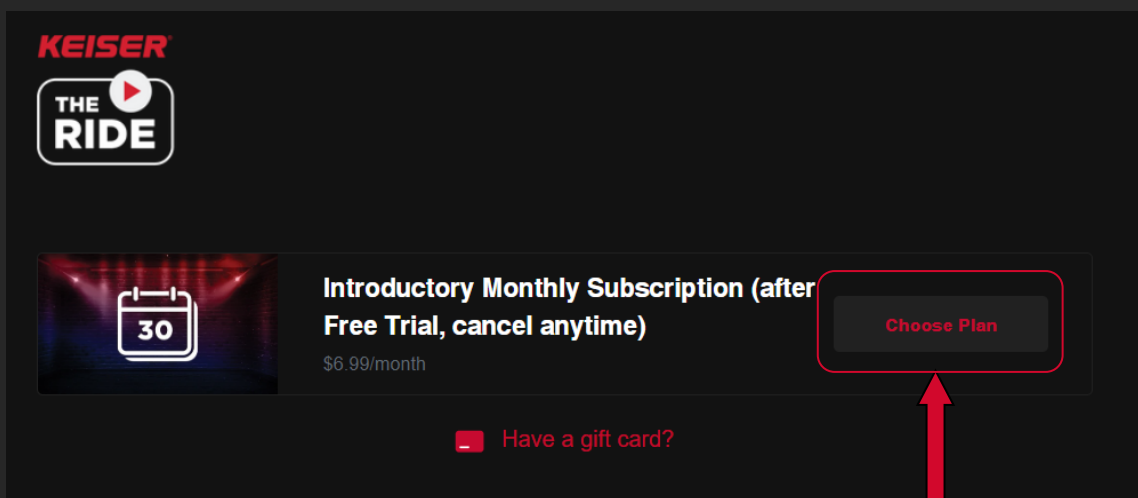 KEISER
THE
RIDE
30
Introductory Monthly Subscription (after
Free Trial, cancel anytime)
$6.99/month
Choose Plan
Have a gift card?